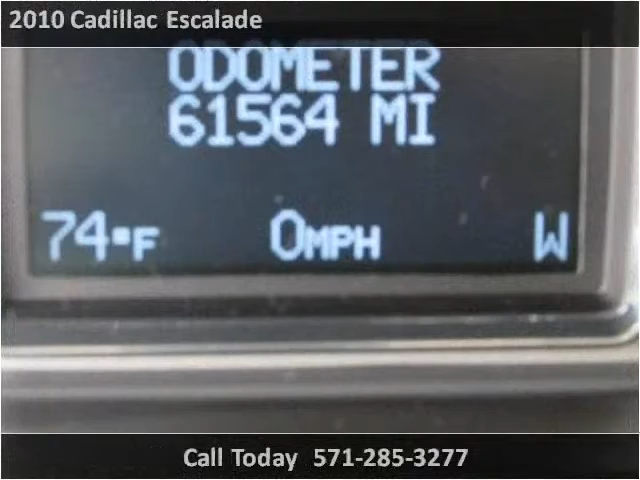 2010 Cadillac Escalade
ODOMETER
61564 MI
74°F 0MPH W
Call Today 571-285-3277